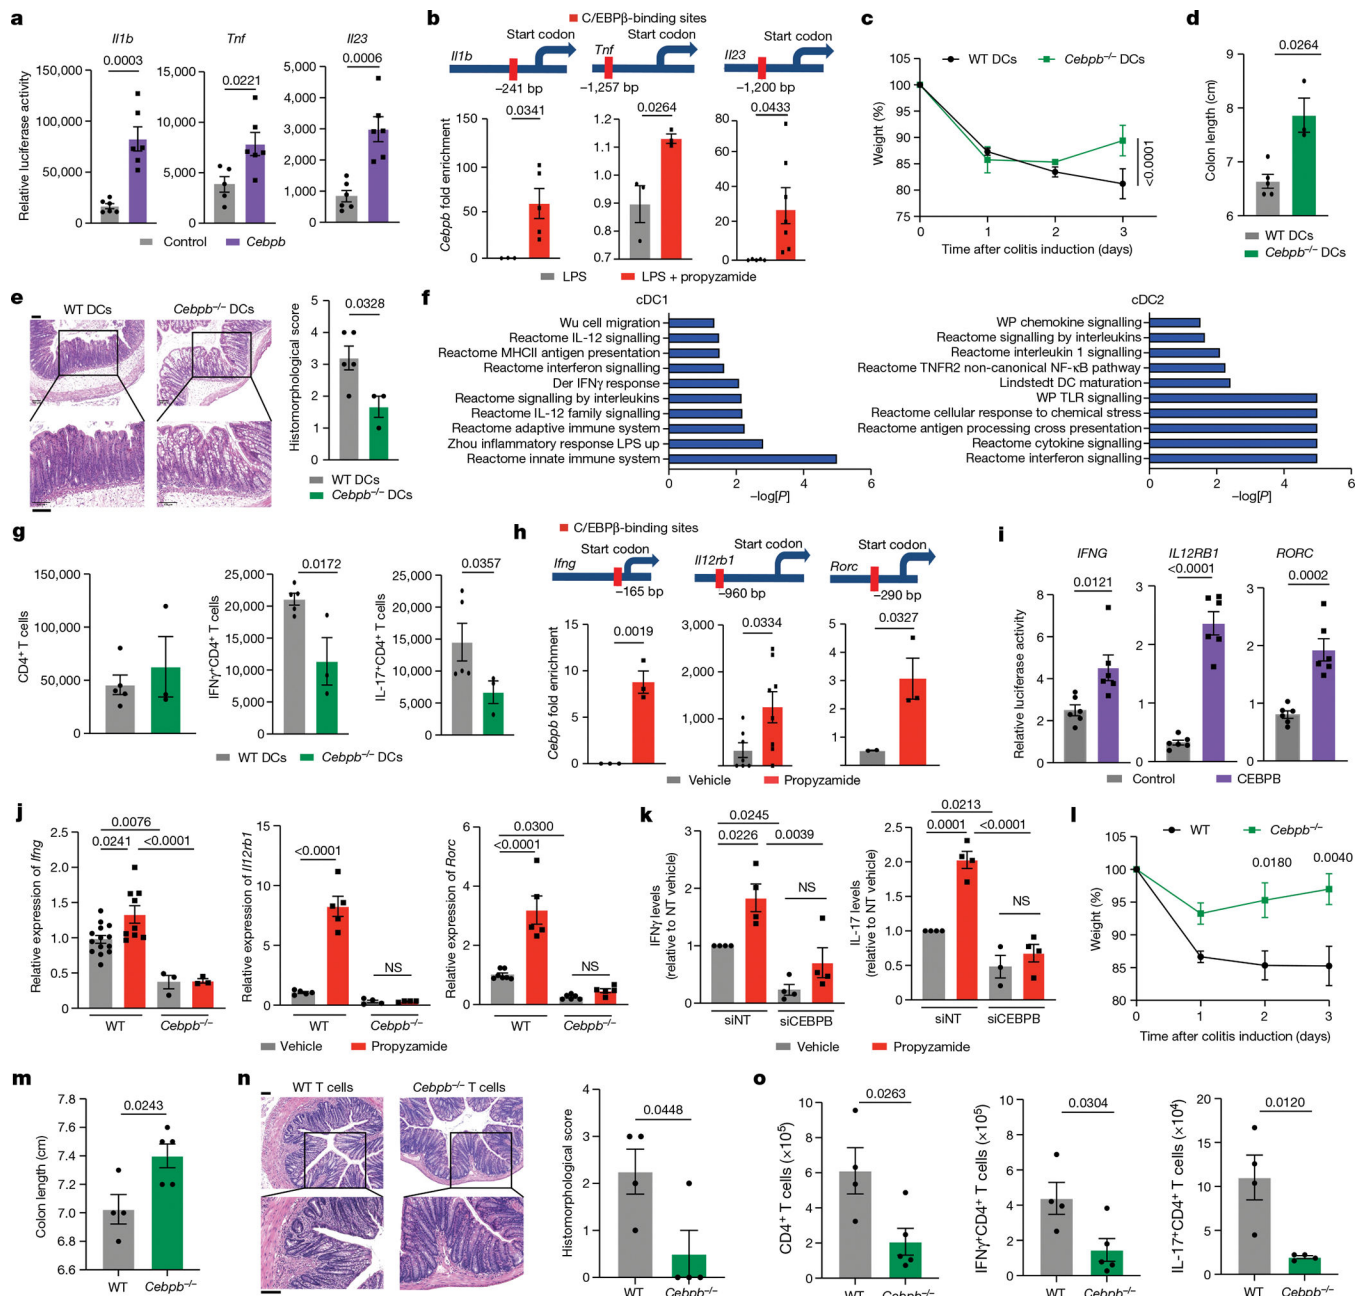 a
Il1b
Tnf
Il23
Relative luciferase activity
150,000
100,000
50,000
0
0.0003
15,000
10,000
5,000
0
0.0221
5,000
4,000
3,000
2,000
1,000
0
0.0006
Control
Cebpb
b
C/EBPβ-binding sites
Start codon
Start codon
Start codon
Il1b
Tnf
Il23
−241 bp
−1,257 bp
−1,200 bp
Cebpb fold enrichment
150
100
50
0
0.0341
1.2
1.1
1.0
0.9
0.8
0.7
0.0264
80
60
40
20
0
0.0433
LPS
LPS + propyzamide
c
WT DCs
Cebpb−/− DCs
Weight (%)
105
100
95
90
85
80
75
<0.0001
0
1
2
3
Time after colitis induction (days)
d
0.0264
Colon length (cm)
9
8
7
6
WT DCs
Cebpb−/− DCs
e
WT DCs
Cebpb−/− DCs
Histomorphological score
5
4
3
2
1
0
0.0328
WT DCs
Cebpb−/− DCs
f
cDC1
Wu cell migration
Reactome IL-12 signalling
Reactome MHCII antigen presentation
Reactome interferon signalling
Der IFNγ response
Reactome signalling by interleukins
Reactome IL-12 family signalling
Reactome adaptive immune system
Zhou inflammatory response LPS up
Reactome innate immune system
0
2
4
6
−log[P]
cDC2
WP chemokine signalling
Reactome signalling by interleukins
Reactome interleukin 1 signalling
Reactome TNFR2 non-canonical NF-κB pathway
Lindstedt DC maturation
WP TLR signalling
Reactome cellular response to chemical stress
Reactome antigen processing cross presentation
Reactome cytokine signalling
Reactome interferon signalling
0
2
4
6
−log[P]
g
CD4+ T cells
150,000
100,000
50,000
0
IFNγ+CD4+ T cells
25,000
20,000
15,000
10,000
5,000
0
0.0172
IL-17+CD4+ T cells
25,000
20,000
15,000
10,000
5,000
0
0.0357
WT DCs
Cebpb−/− DCs
h
C/EBPβ-binding sites
Start codon
Start codon
Start codon
Ifng
Il12rb1
Rorc
−165 bp
−960 bp
−290 bp
Cebpb fold enrichment
15
10
5
0
0.0019
3,000
2,000
1,000
0
0.0334
5
4
3
2
1
0
0.0327
Vehicle
Propyzamide
i
IFNG
IL12RB1
RORC
Relative luciferase activity
8
6
4
2
0
0.0121
3
2
1
0
<0.0001
3
2
1
0
0.0002
Control
CEBPB
j
Relative expression of Ifng
2.5
2.0
1.5
1.0
0.5
0
0.0076
0.0241
<0.0001
WT
Cebpb−/−
Relative expression of Il12rb1
15
10
5
0
<0.0001
NS
WT
Cebpb−/−
Relative expression of Rorc
8
6
4
2
0
0.0300
<0.0001
NS
WT
Cebpb−/−
Vehicle
Propyzamide
k
IFNγ levels
(relative to NT vehicle)
3
2
1
0
0.0245
0.0226
0.0039
NS
siNT
siCEBPB
IL-17 levels
(relative to NT vehicle)
2.5
2.0
1.5
1.0
0.5
0
0.0213
0.0001
<0.0001
NS
siNT
siCEBPB
Vehicle
Propyzamide
l
WT
Cebpb−/−
Weight (%)
105
100
95
90
85
80
0.0180
0.0040
0
1
2
3
Time after colitis induction (days)
m
Colon length (cm)
7.8
7.6
7.4
7.2
7.0
6.8
6.6
0.0243
WT
Cebpb−/−
n
WT T cells
Cebpb−/− T cells
Histomorphological score
4
3
2
1
0
0.0448
WT
Cebpb−/−
o
CD4+ T cells (×10⁵)
10
8
6
4
2
0
0.0263
WT
Cebpb−/−
IFNγ+CD4+ T cells (×10⁵)
10
8
6
4
2
0
0.0304
WT
Cebpb−/−
IL-17+CD4+ T cells (×10⁴)
20
15
10
5
0
0.0120
WT
Cebpb−/−